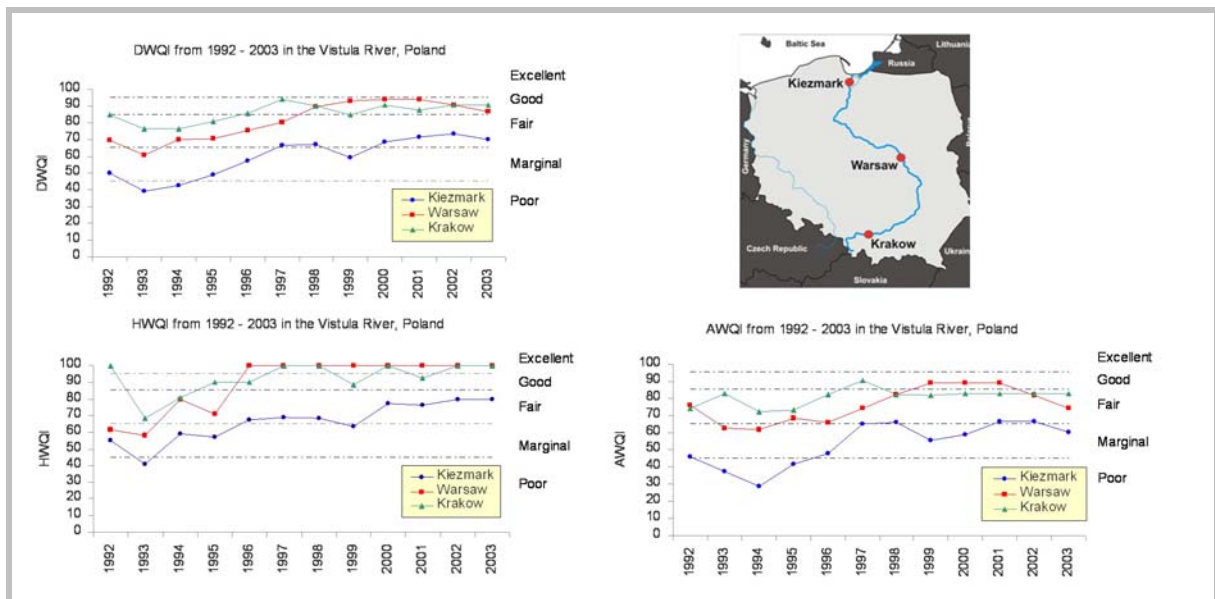 DWQI from 1992 - 2003 in the Vistula River, Poland
100
90
80
70
60
50
40
30
20
10
0
DWQI
Excellent
Good
Fair
Marginal
Poor
Kiezmark
Warsaw
Krakow
1992
1993
1994
1995
1996
1997
1998
1999
2000
2001
2002
2003
Baltic Sea
Lithuania
Russia
Kiezmark
Germany
Warsaw
Krakow
Czech Republic
Ukrain
Slovakia
HWQI from 1992 - 2003 in the Vistula River, Poland
100
90
80
70
60
50
40
30
20
10
0
HWQI
Excellent
Good
Fair
Marginal
Poor
Kiezmark
Warsaw
Krakow
1992
1993
1994
1995
1996
1997
1998
1999
2000
2001
2002
2003
AWQI from 1992 - 2003 in the Vistula River, Poland
100
90
80
70
60
50
40
30
20
10
0
AWQI
Excellent
Good
Fair
Marginal
Poor
Kiezmark
Warsaw
Krakow
1992
1993
1994
1995
1996
1997
1998
1999
2000
2001
2002
2003